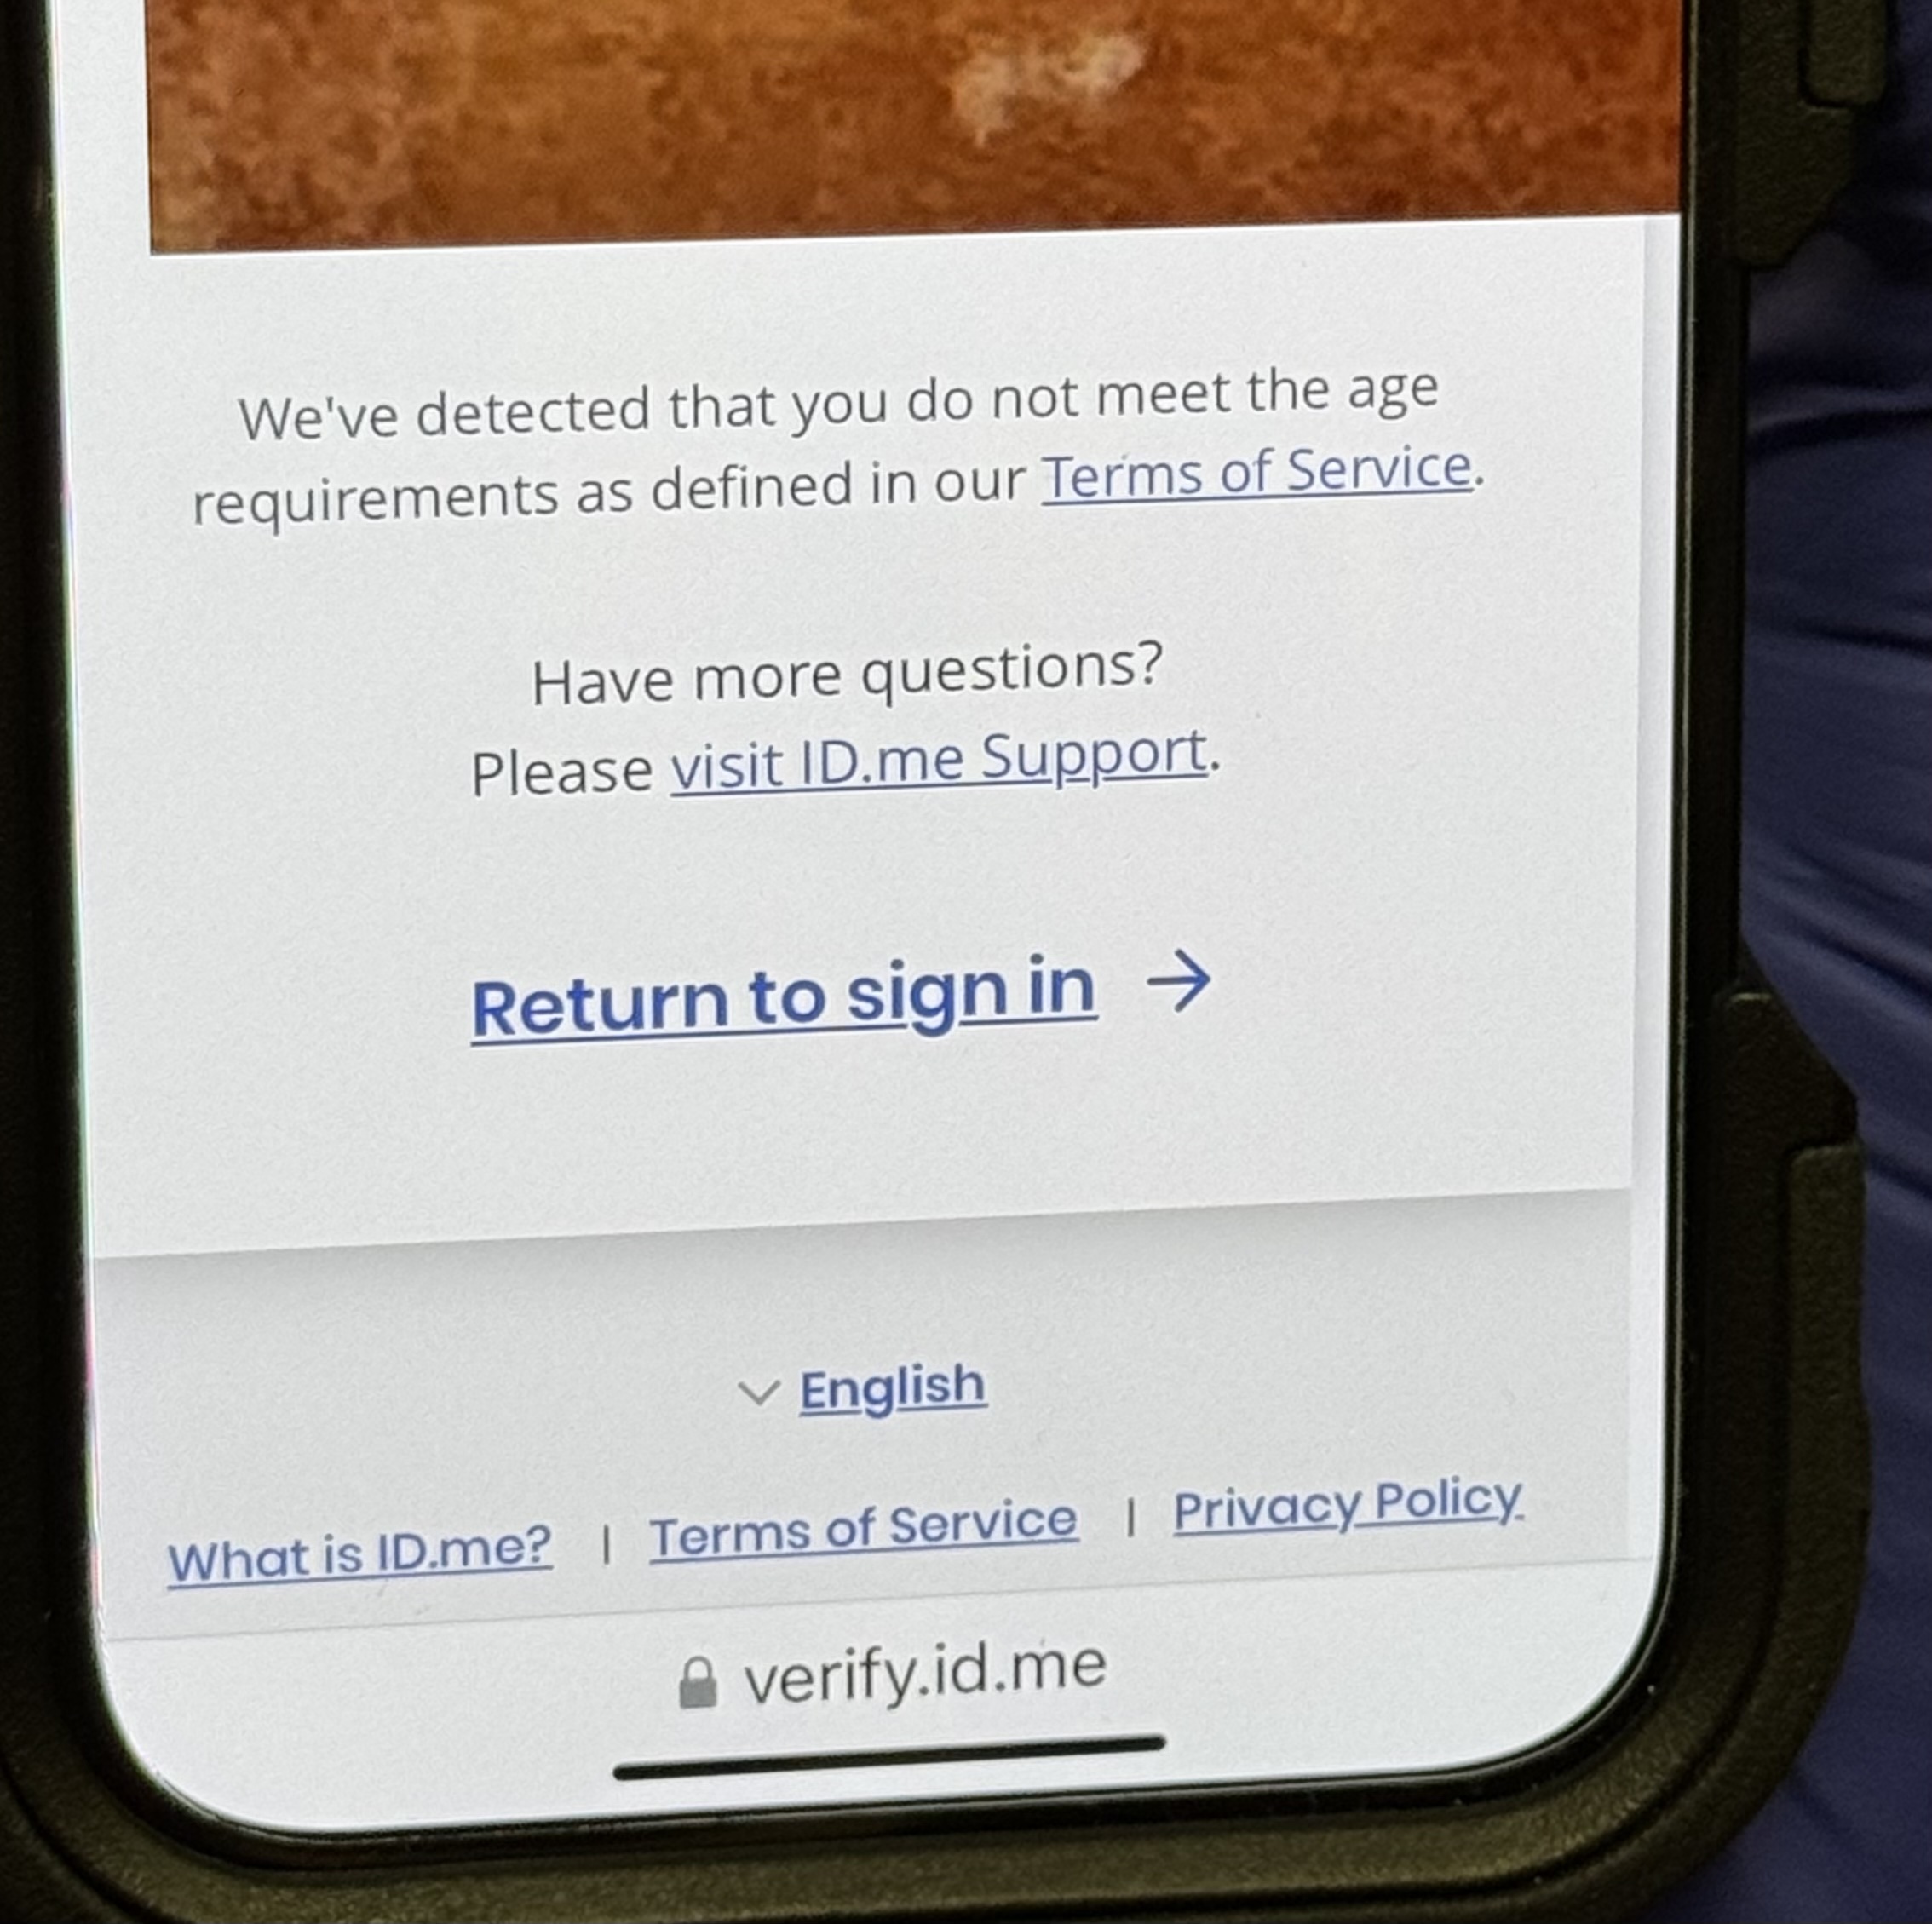 We've detected that you do not meet the age
requirements as defined in our Terms of Service.
Have more questions?
Please visit ID.me Support.
Return to sign in →
English
What is ID.me? | Terms of Service | Privacy Policy
verify.id.me